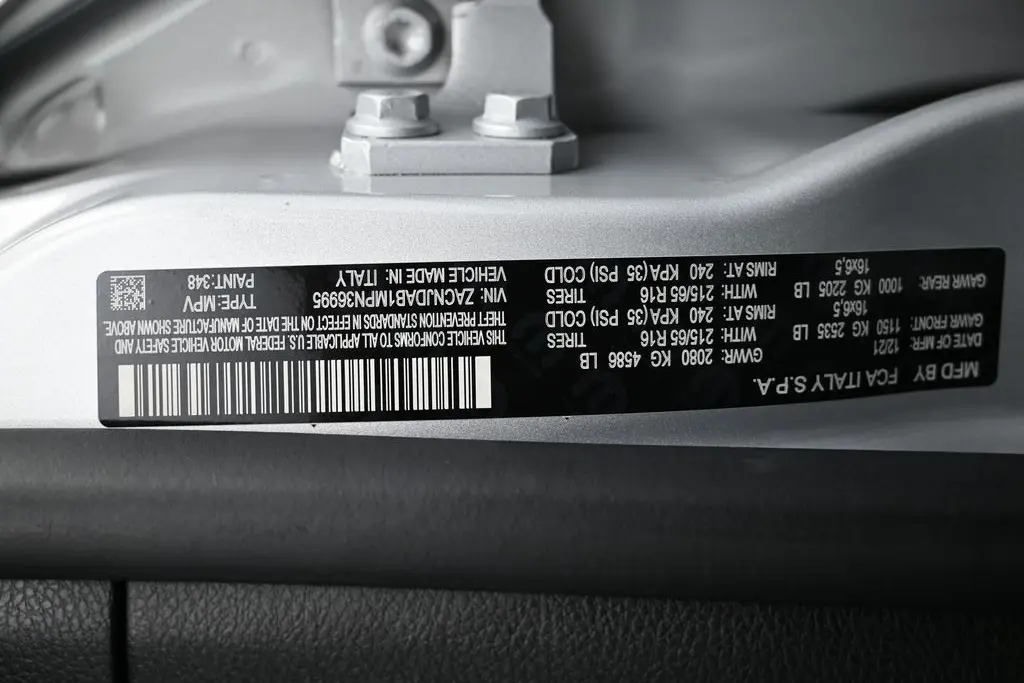 MFD BY FCA ITALY S.P.A.
DATE OF MFR: 12/21 GWVR: 2080 KG 4586 LB
GAWR FRONT: 1150 KG 2535 LB WITH: 215/65 R16 TIRES
16x6,5 RIMS AT: 240 KPA(35 PSI) COLD
GAWR REAR: 1000 KG 2205 LB WITH: 215/65 R16 TIRES
16x6,5 RIMS AT: 240 KPA(35 PSI) COLD
THIS VEHICLE CONFORMS TO ALL APPLICABLE U.S. FEDERAL MOTOR VEHICLE SAFETY AND
THEFT PREVENTION STANDARDS IN EFFECT ON THE DATE OF MANUFACTURE SHOWN ABOVE.
VIN: ZACNJDAB1MPN36995 TYPE: MPV
VEHICLE MADE IN: ITALY PAINT: 348